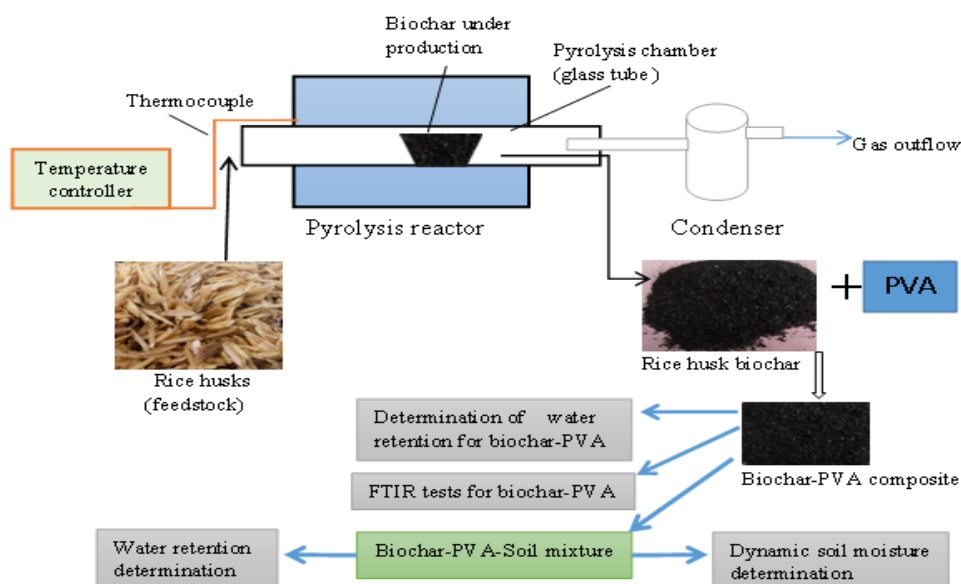 Biochar under
production
Pyrolysis chamber
(glass tube)
Thermocouple
Gas outflow
Temperature
controller
Pyrolysis reactor
Condenser
PVA
Rice husks
(feedstock)
Rice husk biochar
Determination of water
retention for biochar-PVA
FTIR tests for biochar-PVA
Biochar-PVA composite
Water retention
determination
Biochar-PVA-Soil mixture
Dynamic soil moisture
determination